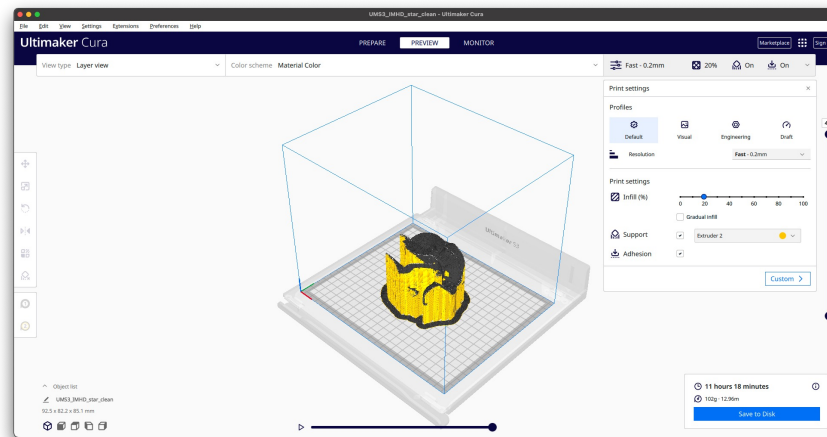 UMS3_IMHD_star_clean - Ultimaker Cura
File Edit View Settings Extensions Preferences Help
Ultimaker Cura
PREPARE PREVIEW MONITOR
Marketplace Sign
View type Layer view
Color scheme Material Color
Fast - 0.2mm 20% On On
Print settings
Profiles
Default Visual Engineering Draft
Resolution Fast - 0.2mm
Print settings
Infill (%)
0 20 40 60 80 100
Gradual infill
Support Extruder 2
Adhesion
Custom
Object list
UMS3_IMHD_star_clean
92.5 x 82.2 x 85.1 mm
11 hours 18 minutes
102g · 12.96m
Save to Disk